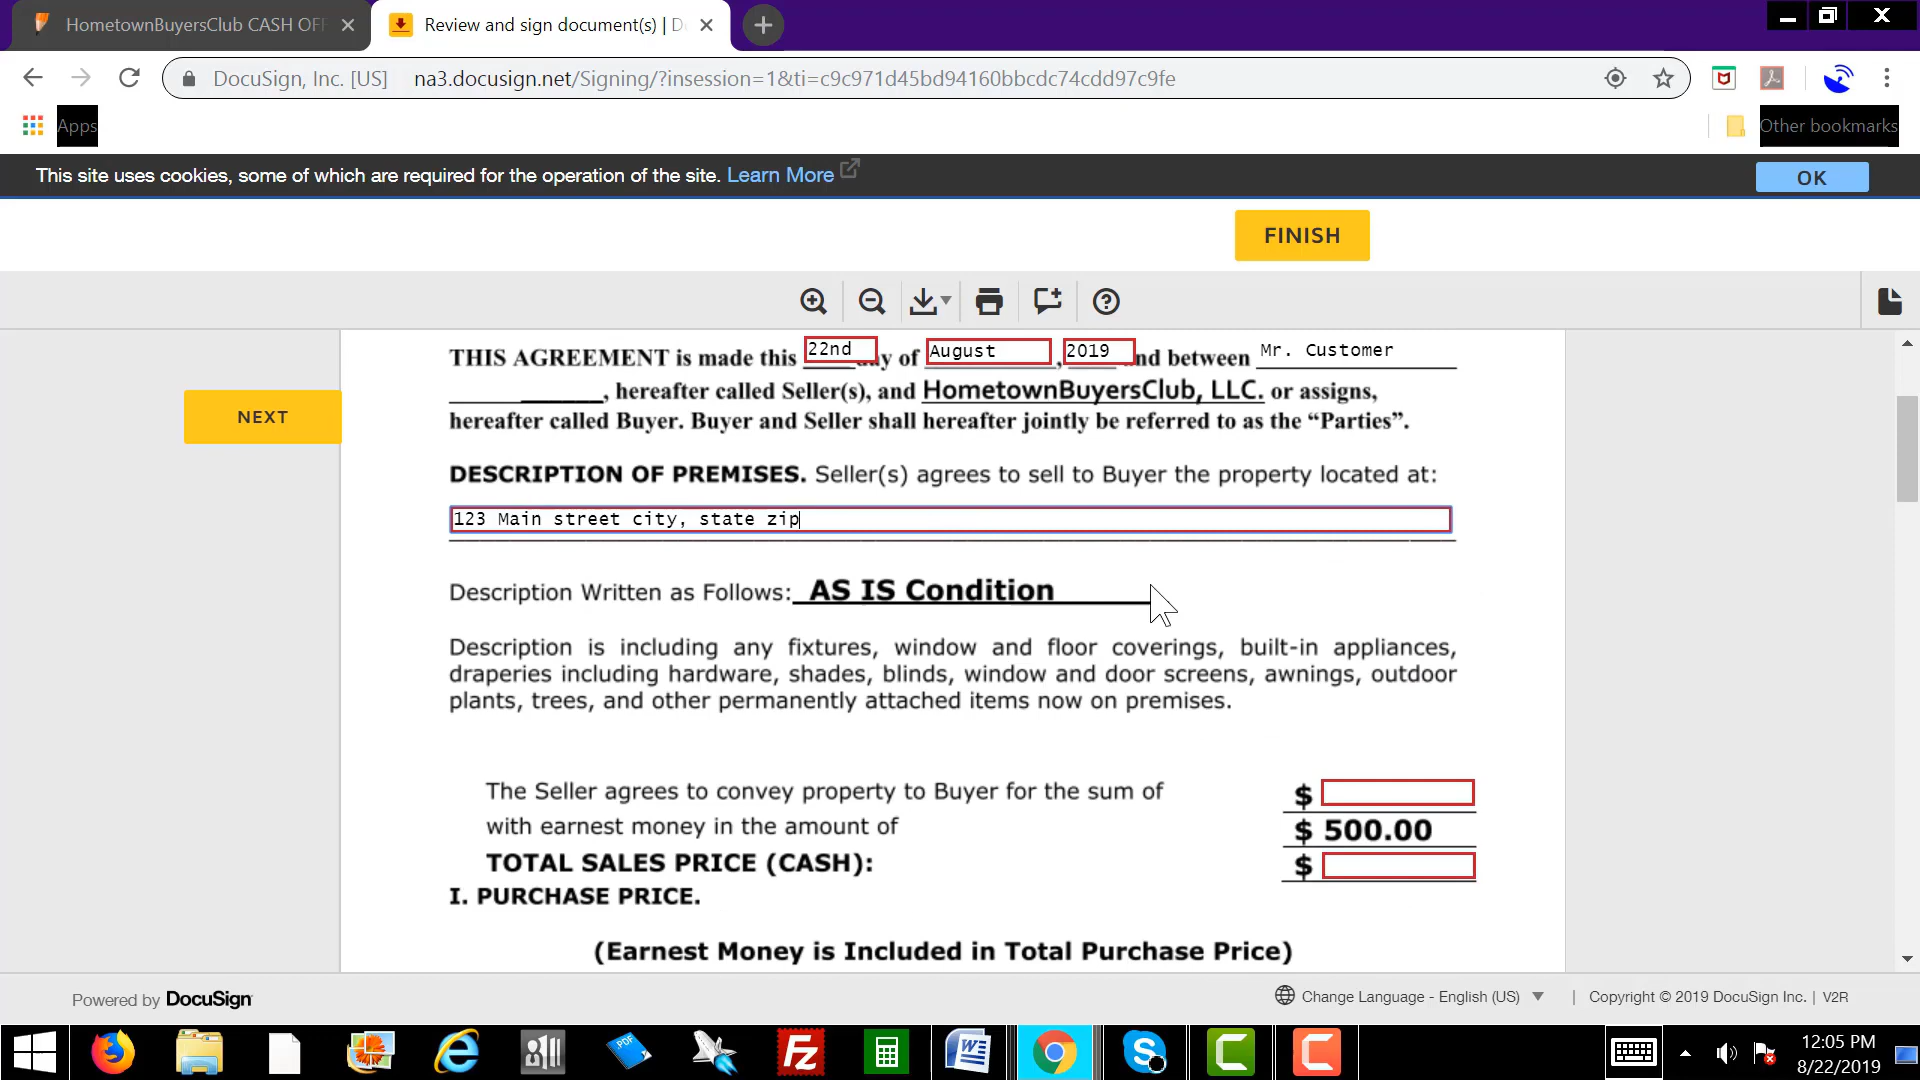 HometownBuyersClub CASH OFF
Review and sign document(s) | D
DocuSign, Inc. [US] na3.docusign.net/Signing/?insession=1&ti=c9c971d45bd94160bbcdc74cdd97c9fe
Apps
Other bookmarks
This site uses cookies, some of which are required for the operation of the site. Learn More
OK
FINISH
NEXT
THIS AGREEMENT is made this 22nd ay of August , 2019 nd between Mr. Customer
, hereafter called Seller(s), and HometownBuyersClub, LLC. or assigns,
hereafter called Buyer. Buyer and Seller shall hereafter jointly be referred to as the “Parties”.
DESCRIPTION OF PREMISES. Seller(s) agrees to sell to Buyer the property located at:
123 Main street city, state zip
Description Written as Follows: AS IS Condition
Description is including any fixtures, window and floor coverings, built-in appliances,
draperies including hardware, shades, blinds, window and door screens, awnings, outdoor
plants, trees, and other permanently attached items now on premises.
The Seller agrees to convey property to Buyer for the sum of $
with earnest money in the amount of $ 500.00
TOTAL SALES PRICE (CASH): $
I. PURCHASE PRICE.
(Earnest Money is Included in Total Purchase Price)
Powered by DocuSign
Change Language - English (US) | Copyright © 2019 DocuSign Inc. | V2R
PDF
12:05 PM
8/22/2019